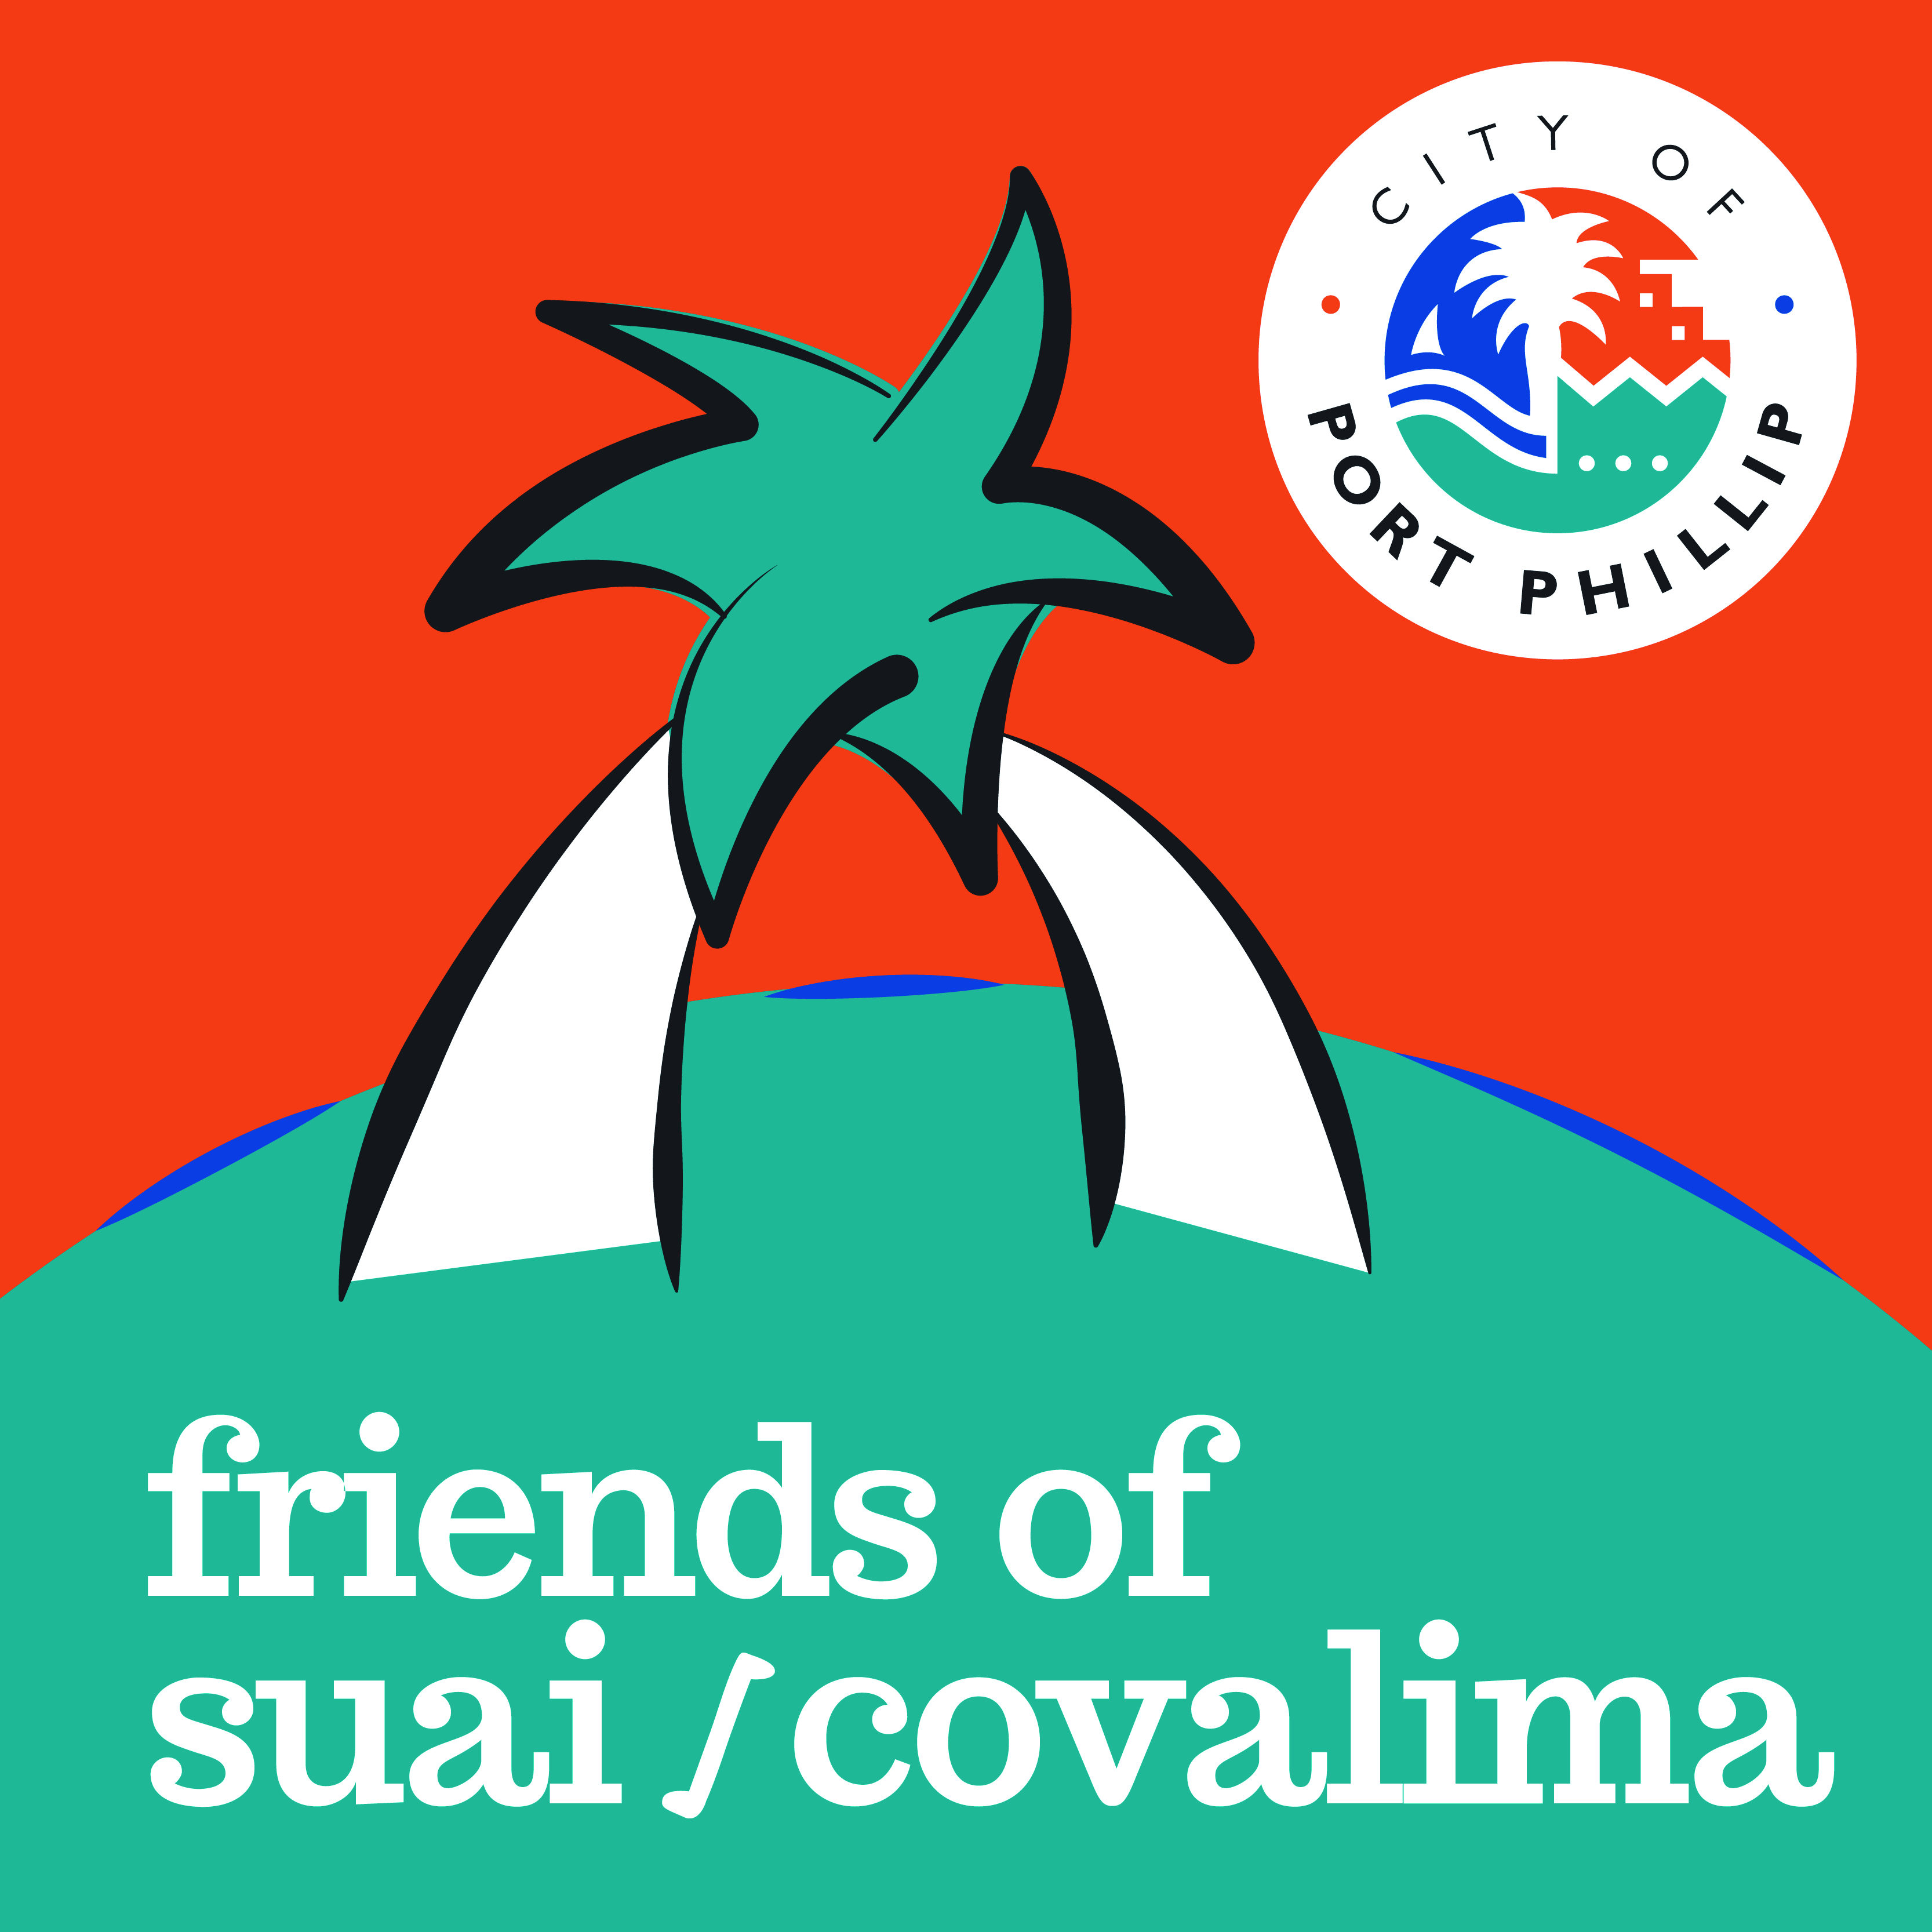 CITY OF
PORT PHILLIP
friends of
suai / covalima